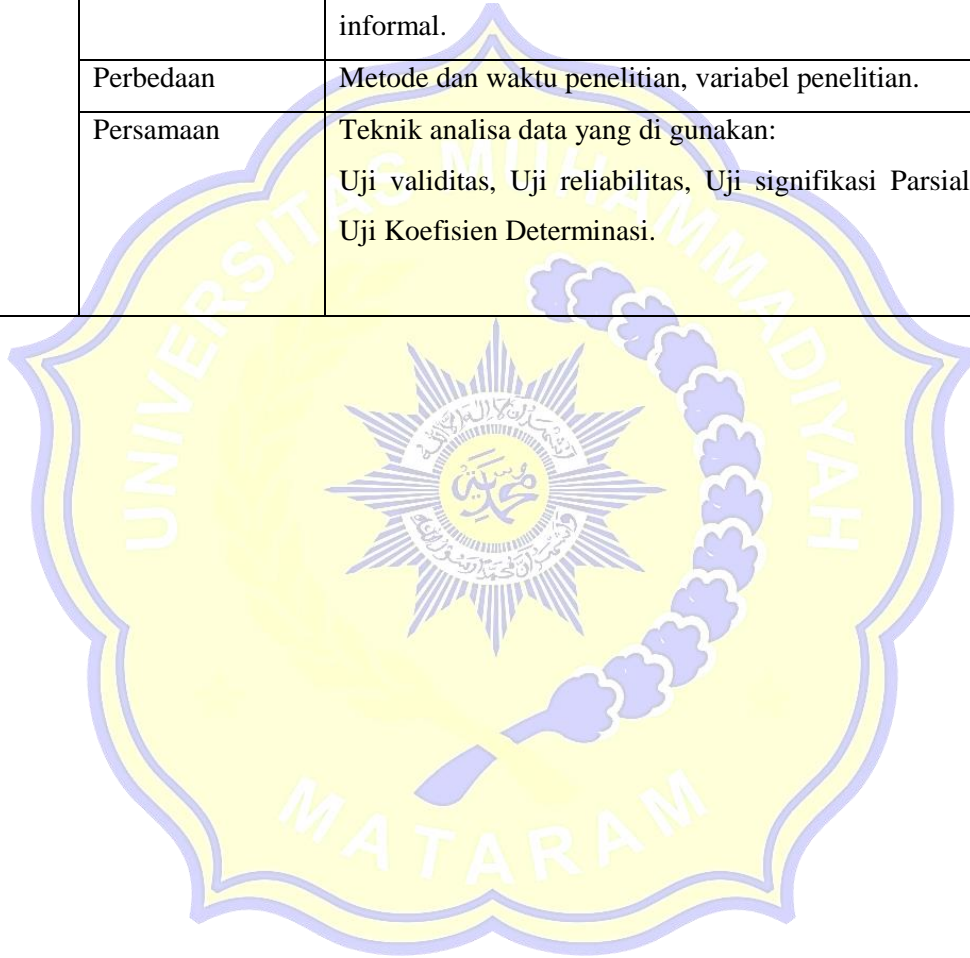 informal.
Perbedaan
Metode dan waktu penelitian, variabel penelitian.
Persamaan
Teknik analisa data yang di gunakan:
Uji validitas, Uji reliabilitas, Uji signifikasi Parsial
Uji Koefisien Determinasi.
UNIVERSITAS MUHAMMADIYAH
MATARAM